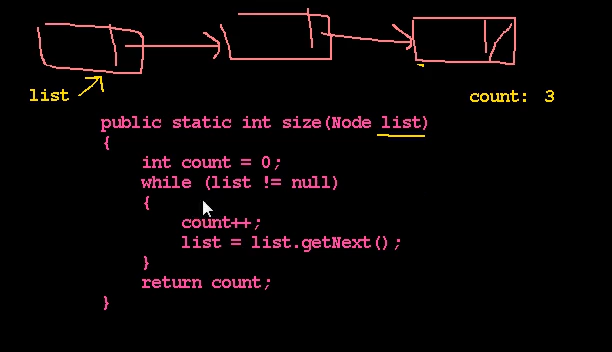 list
count: 3
public static int size(Node list)
{
int count = 0;
while (list != null)
{
count++;
list = list.getNext();
}
return count;
}